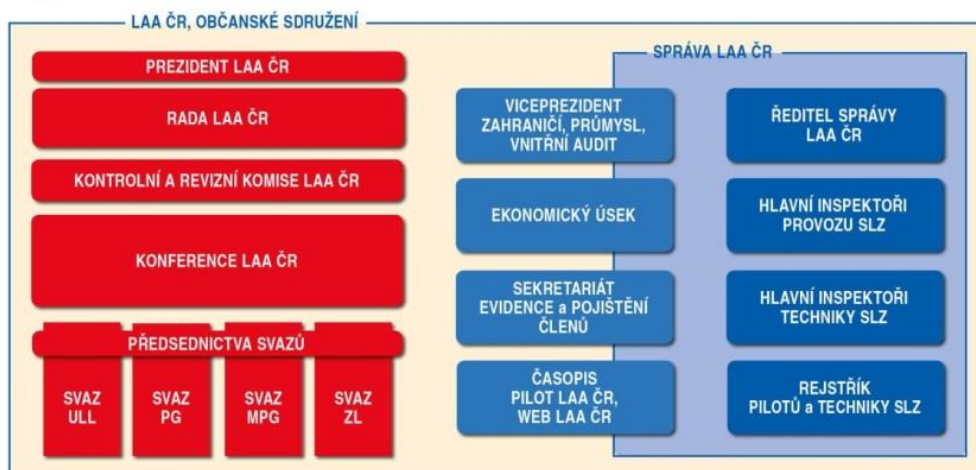 LAA ČR, OBČANSKÉ SDRUŽENÍ
PREZIDENT LAA ČR
RADA LAA ČR
KONTROLNÍ A REVIZNÍ KOMISE LAA ČR
KONFERENCE LAA ČR
PŘEDSEDNICTVA SVAZŮ
SVAZ
ULL
SVAZ
PG
SVAZ
MPG
SVAZ
ZL
SPRÁVA LAA ČR
VICEPREZIDENT
ZAHRANIČÍ, PRŮMYSL,
VNITŘNÍ AUDIT
EKONOMICKÝ ÚSEK
SEKRETARIÁT
EVIDENCE a POJIŠTĚNÍ
ČLENŮ
ČASOPIS
PILOT LAA ČR,
WEB LAA ČR
ŘEDITEL SPRÁVY
LAA ČR
HLAVNÍ INSPEKTOŘI
PROVOZU SLZ
HLAVNÍ INSPEKTOŘI
TECHNIKY SLZ
REJSTŘÍK
PILOTŮ a TECHNIKY SLZ